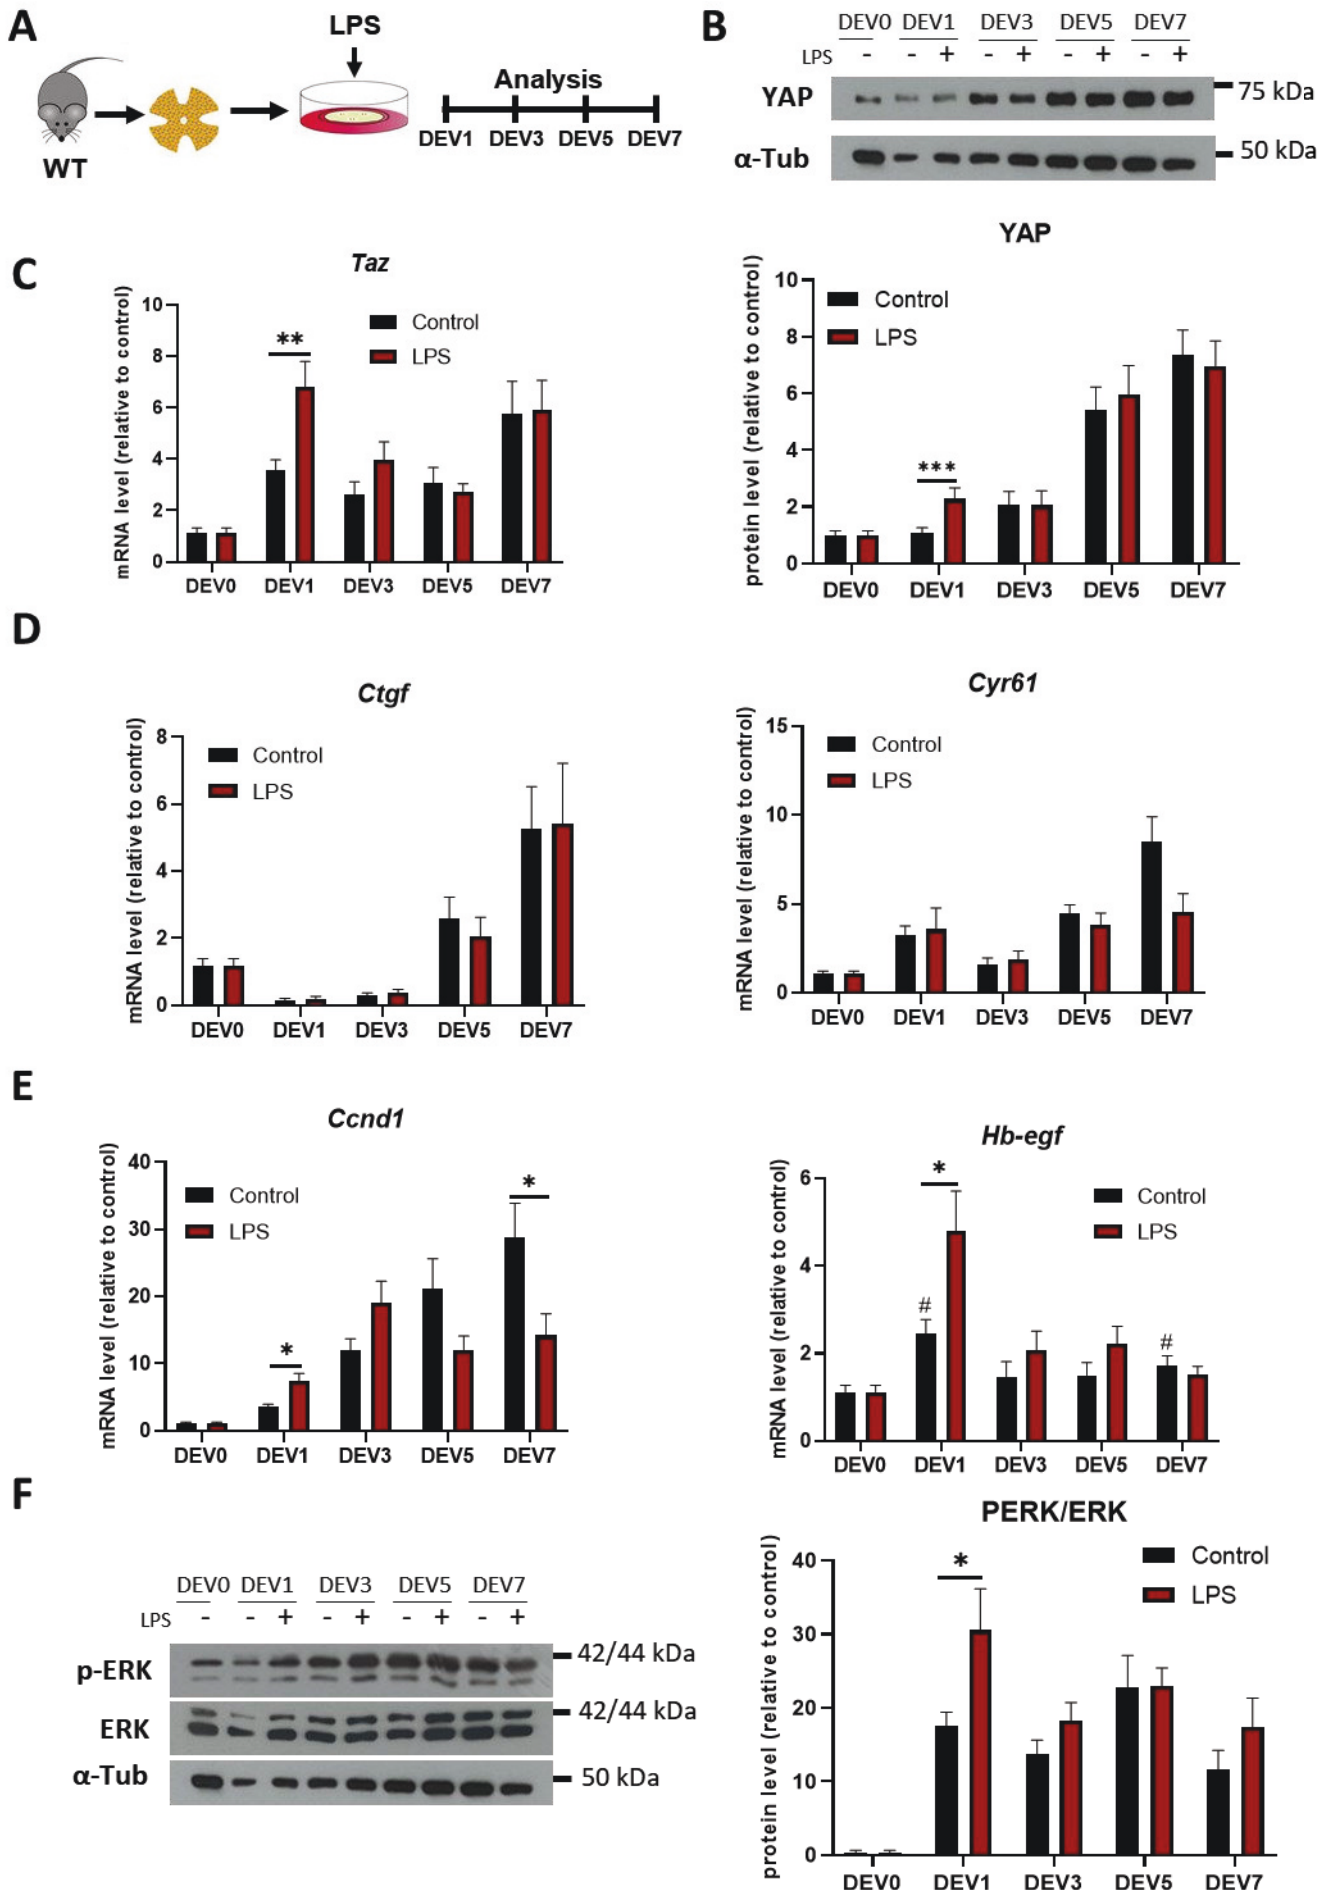 A
LPS
WT
Analysis
DEV1 DEV3 DEV5 DEV7
B
DEV0 DEV1 DEV3 DEV5 DEV7
LPS - - + - + - + - +
YAP
75 kDa
α-Tub
50 kDa
YAP
protein level (relative to control)
10
8
6
4
2
0
Control
LPS
***
DEV0 DEV1 DEV3 DEV5 DEV7
C
Taz
mRNA level (relative to control)
10
8
6
4
2
0
Control
LPS
**
DEV0 DEV1 DEV3 DEV5 DEV7
D
Ctgf
mRNA level (relative to control)
8
6
4
2
0
Control
LPS
DEV0 DEV1 DEV3 DEV5 DEV7
Cyr61
mRNA level (relative to control)
15
10
5
0
Control
LPS
DEV0 DEV1 DEV3 DEV5 DEV7
E
Ccnd1
mRNA level (relative to control)
40
30
20
10
0
Control
LPS
*
*
DEV0 DEV1 DEV3 DEV5 DEV7
Hb-egf
mRNA level (relative to control)
6
4
2
0
Control
LPS
*
#
#
DEV0 DEV1 DEV3 DEV5 DEV7
F
DEV0 DEV1 DEV3 DEV5 DEV7
LPS - - + - + - + - +
p-ERK
42/44 kDa
ERK
42/44 kDa
α-Tub
50 kDa
PERK/ERK
protein level (relative to control)
40
30
20
10
0
Control
LPS
*
DEV0 DEV1 DEV3 DEV5 DEV7